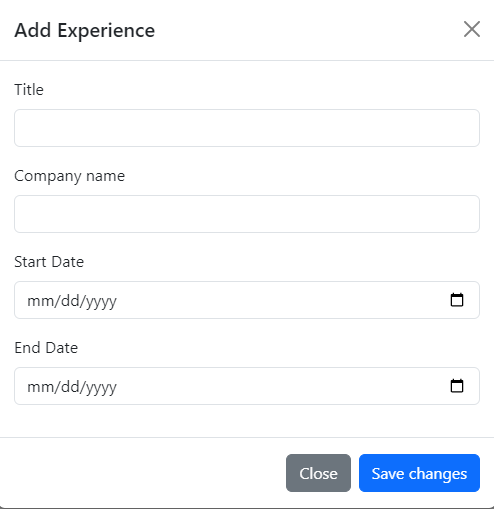 Add Experience
Title
Company name
Start Date
mm/dd/yyyy
End Date
mm/dd/yyyy
Close Save changes